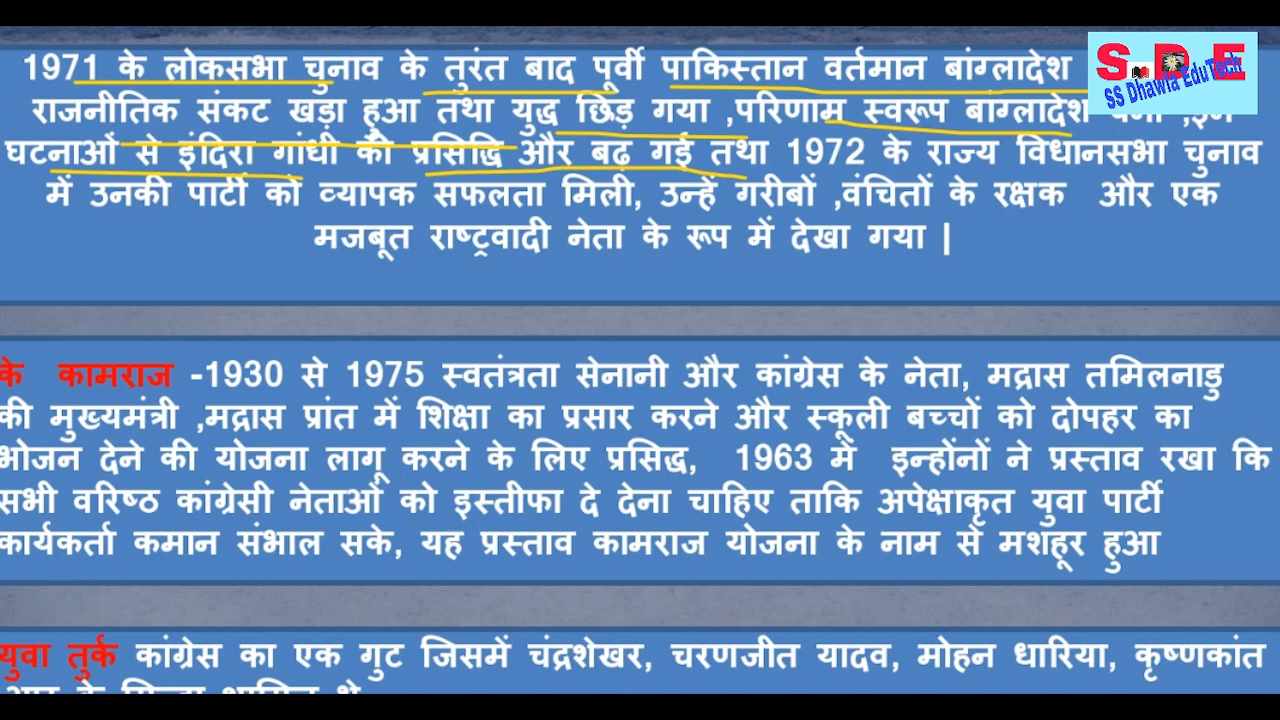 1971 के लोकसभा चुनाव के तुरंत बाद पूर्वी पाकिस्तान वर्तमान बांग्लादेश
राजनीतिक संकट खड़ा हुआ तथा युद्ध छिड़ गया ,परिणाम स्वरूप बांग्लादेश
घटनाओं से इंदिरा गांधी की प्रसिद्धि और बढ़ गई तथा 1972 के राज्य विधानसभा चुनाव
में उनकी पार्टी को व्यापक सफलता मिली, उन्हें गरीबों ,वंचितों के रक्षक और एक
मजबूत राष्ट्रवादी नेता के रूप में देखा गया |
S.D.E
SS Dhawla EduTech
के कामराज -1930 से 1975 स्वतंत्रता सेनानी और कांग्रेस के नेता, मद्रास तमिलनाडु
की मुख्यमंत्री ,मद्रास प्रांत में शिक्षा का प्रसार करने और स्कूली बच्चों को दोपहर का
भोजन देने की योजना लागू करने के लिए प्रसिद्ध, 1963 में इन्होंनों ने प्रस्ताव रखा कि
सभी वरिष्ठ कांग्रेसी नेताओं को इस्तीफा दे देना चाहिए ताकि अपेक्षाकृत युवा पार्टी
कार्यकर्ता कमान संभाल सके, यह प्रस्ताव कामराज योजना के नाम से मशहूर हुआ
युवा तुर्क कांग्रेस का एक गुट जिसमें चंद्रशेखर, चरणजीत यादव, मोहन धारिया, कृष्णकांत